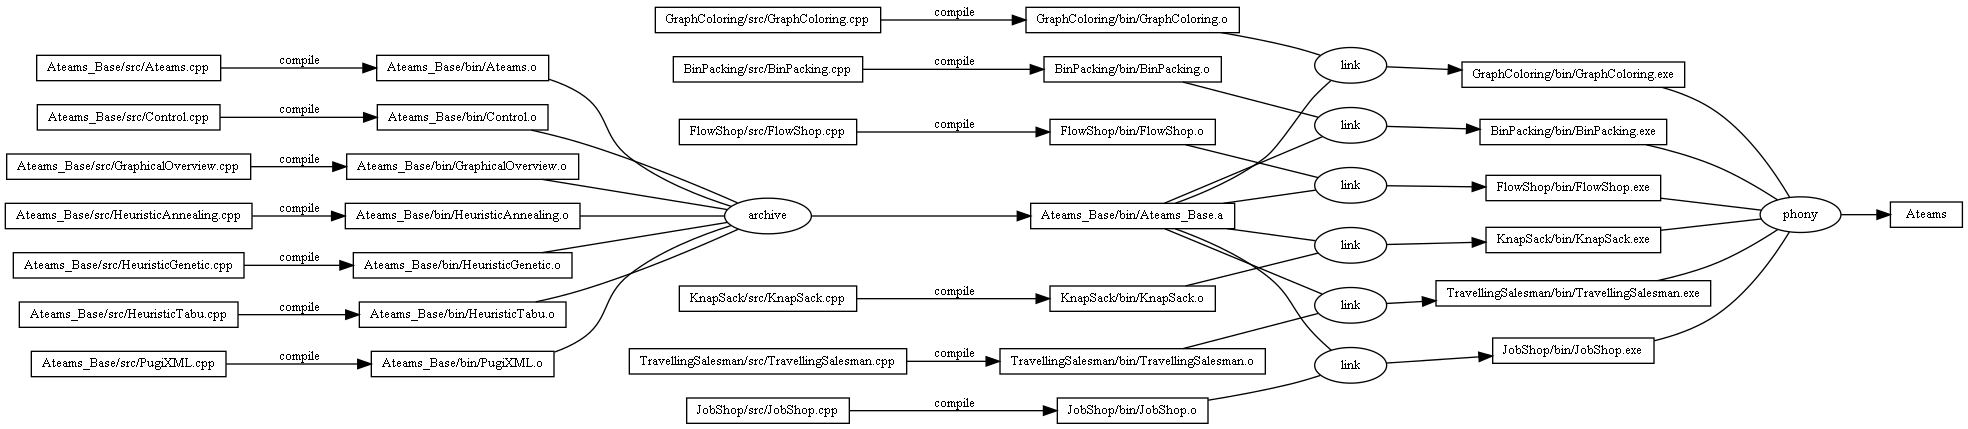 GraphColoring/src/GraphColoring.cpp
compile
GraphColoring/bin/GraphColoring.o
Ateams_Base/src/Ateams.cpp
compile
Ateams_Base/bin/Ateams.o
BinPacking/src/BinPacking.cpp
compile
BinPacking/bin/BinPacking.o
link
GraphColoring/bin/GraphColoring.exe
Ateams_Base/src/Control.cpp
compile
Ateams_Base/bin/Control.o
FlowShop/src/FlowShop.cpp
compile
FlowShop/bin/FlowShop.o
link
BinPacking/bin/BinPacking.exe
Ateams_Base/src/GraphicalOverview.cpp
compile
Ateams_Base/bin/GraphicalOverview.o
link
FlowShop/bin/FlowShop.exe
Ateams_Base/src/HeuristicAnnealing.cpp
compile
Ateams_Base/bin/HeuristicAnnealing.o
archive
Ateams_Base/bin/Ateams_Base.a
phony
Ateams
link
KnapSack/bin/KnapSack.exe
Ateams_Base/src/HeuristicGenetic.cpp
compile
Ateams_Base/bin/HeuristicGenetic.o
KnapSack/src/KnapSack.cpp
compile
KnapSack/bin/KnapSack.o
link
TravellingSalesman/bin/TravellingSalesman.exe
Ateams_Base/src/HeuristicTabu.cpp
compile
Ateams_Base/bin/HeuristicTabu.o
Ateams_Base/src/PugiXML.cpp
compile
Ateams_Base/bin/PugiXML.o
TravellingSalesman/src/TravellingSalesman.cpp
compile
TravellingSalesman/bin/TravellingSalesman.o
link
JobShop/bin/JobShop.exe
JobShop/src/JobShop.cpp
compile
JobShop/bin/JobShop.o